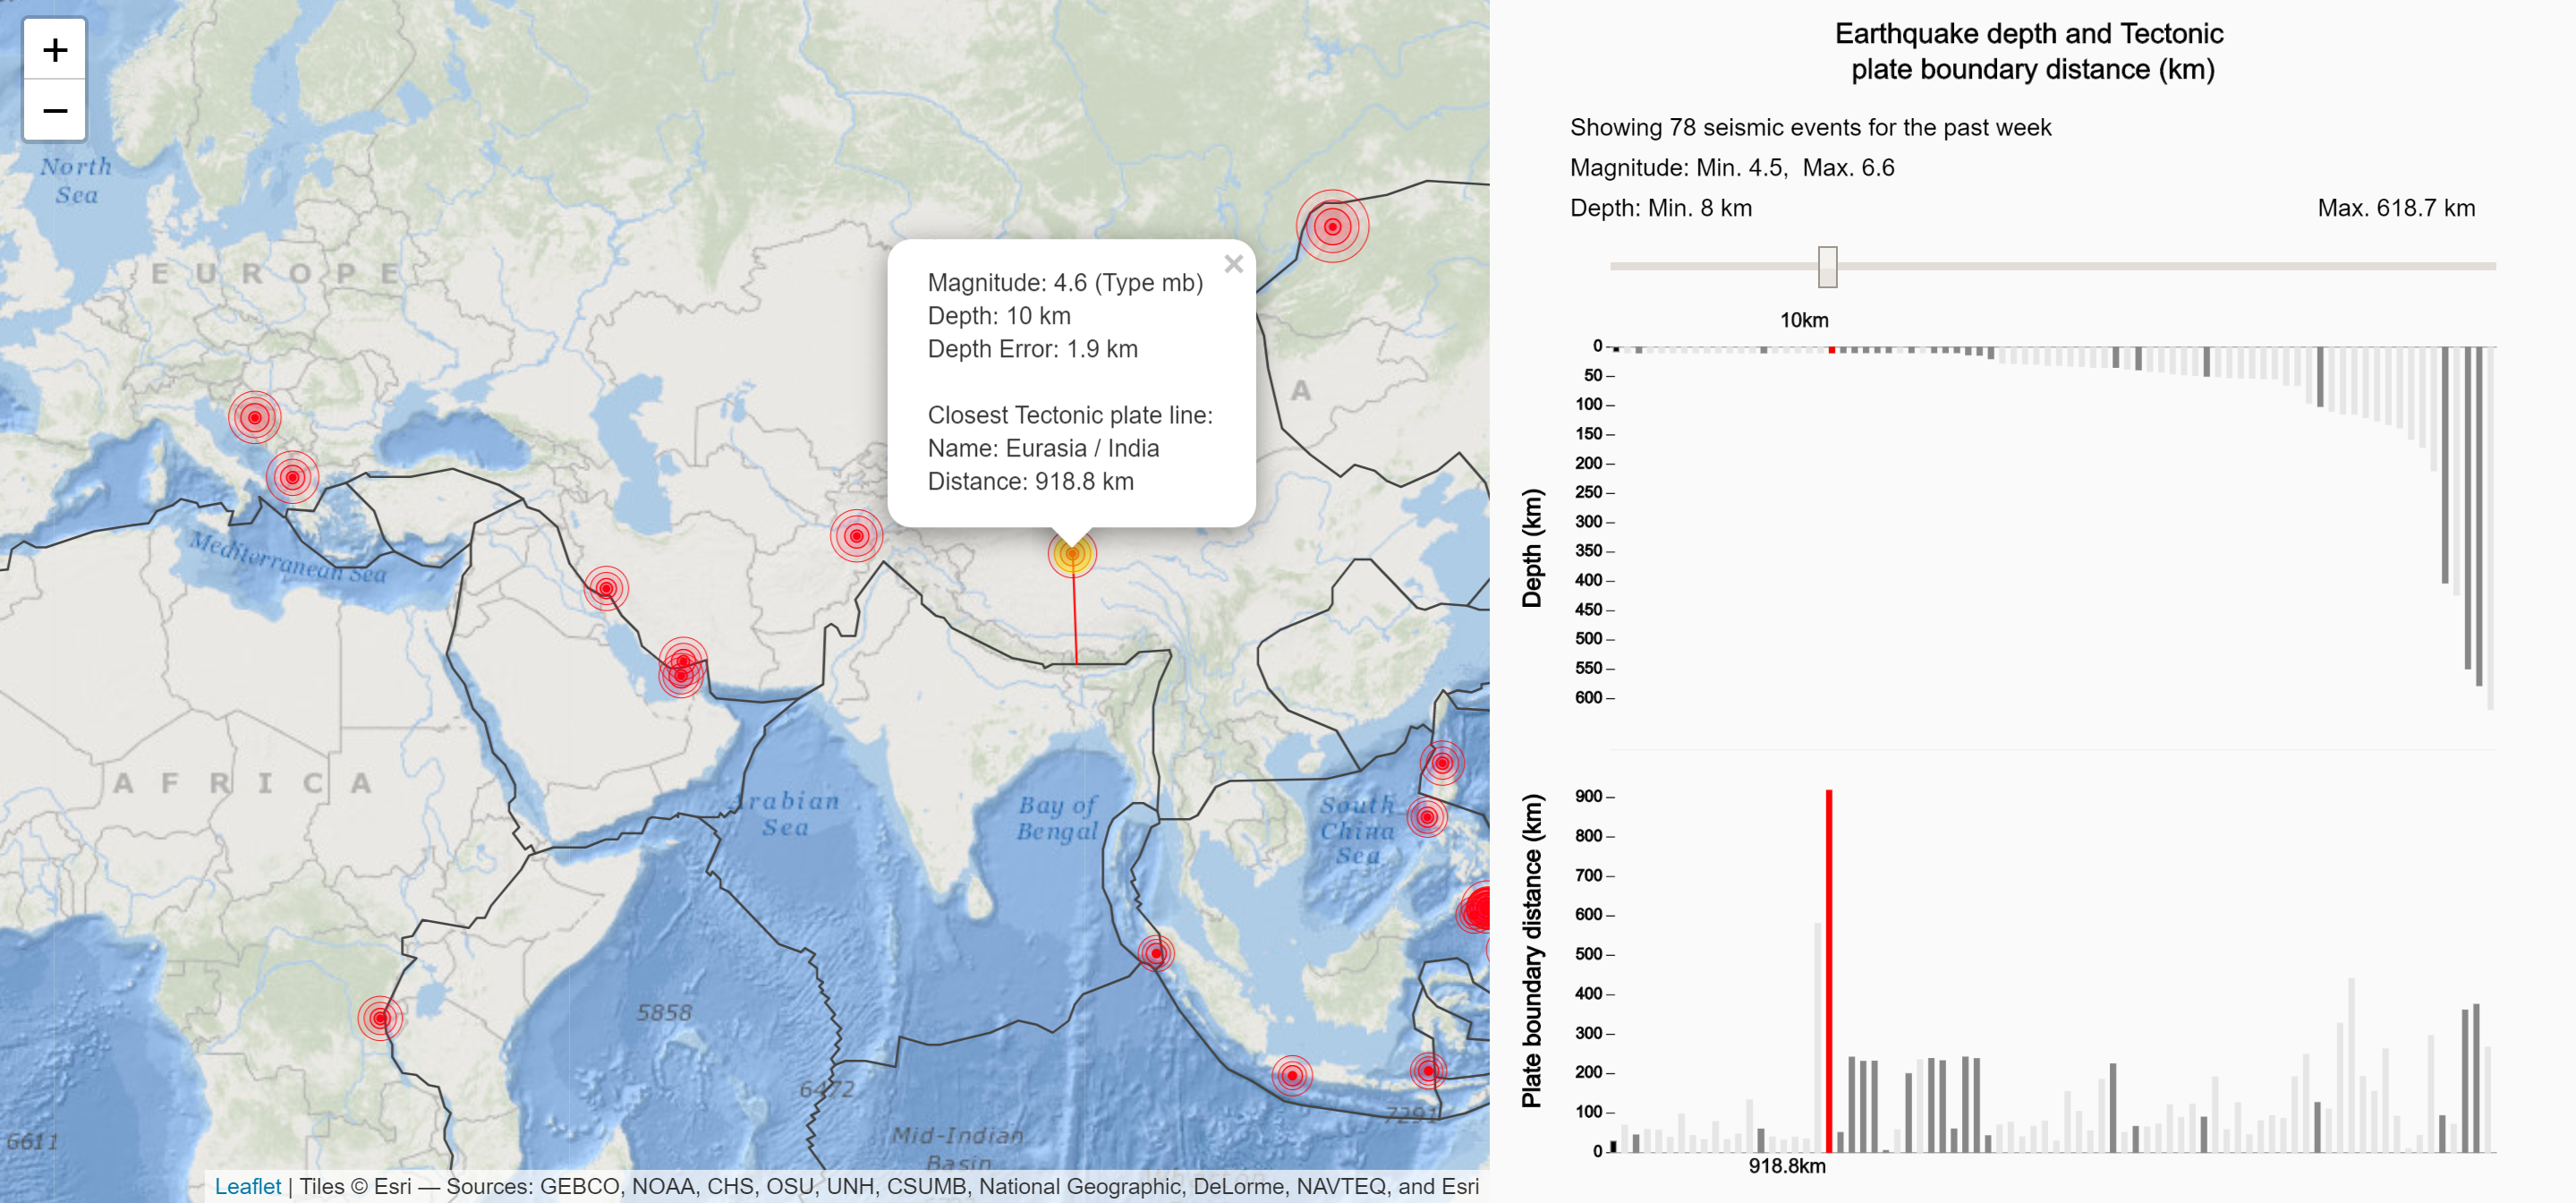 +
−
North
Sea
EUROPE
A
Mediterranean Sea
AFRICA
Arabian
Sea
Bay of
Bengal
South
China
Sea
5858
6472
7291
6611
Mid-Indian
Basin
Magnitude: 4.6 (Type mb)
Depth: 10 km
Depth Error: 1.9 km
Closest Tectonic plate line:
Name: Eurasia / India
Distance: 918.8 km
×
Leaflet | Tiles © Esri — Sources: GEBCO, NOAA, CHS, OSU, UNH, CSUMB, National Geographic, DeLorme, NAVTEQ, and Esri
Earthquake depth and Tectonic
plate boundary distance (km)
Showing 78 seismic events for the past week
Magnitude: Min. 4.5,  Max. 6.6
Depth: Min. 8 km Max. 618.7 km
10km
Depth (km)
0
50
100
150
200
250
300
350
400
450
500
550
600
Plate boundary distance (km)
900
800
700
600
500
400
300
200
100
0
918.8km